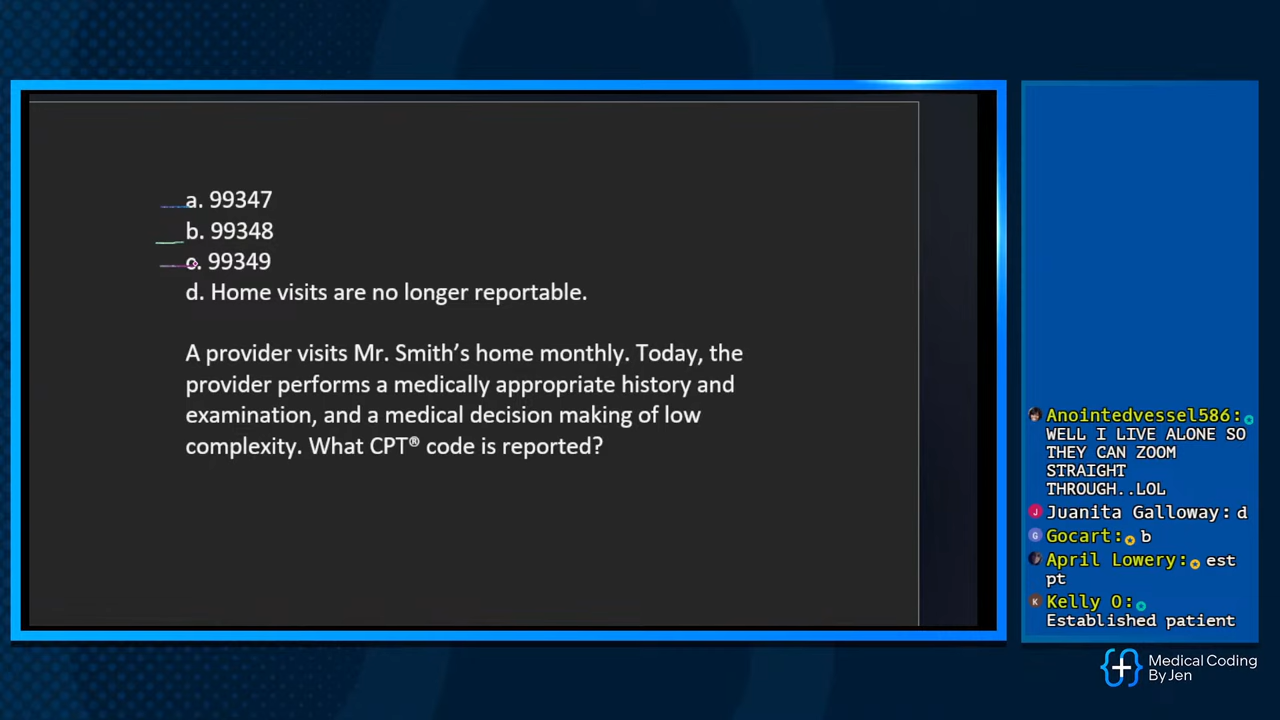 a. 99347
b. 99348
c. 99349
d. Home visits are no longer reportable.
A provider visits Mr. Smith’s home monthly. Today, the
provider performs a medically appropriate history and
examination, and a medical decision making of low
complexity. What CPT® code is reported?
Anointedvessel586:
WELL I LIVE ALONE SO
THEY CAN ZOOM
STRAIGHT
THROUGH..LOL
J Juanita Galloway: d
G Gocart: b
April Lowery: est
pt
K Kelly O:
Established patient
Medical Coding
By Jen